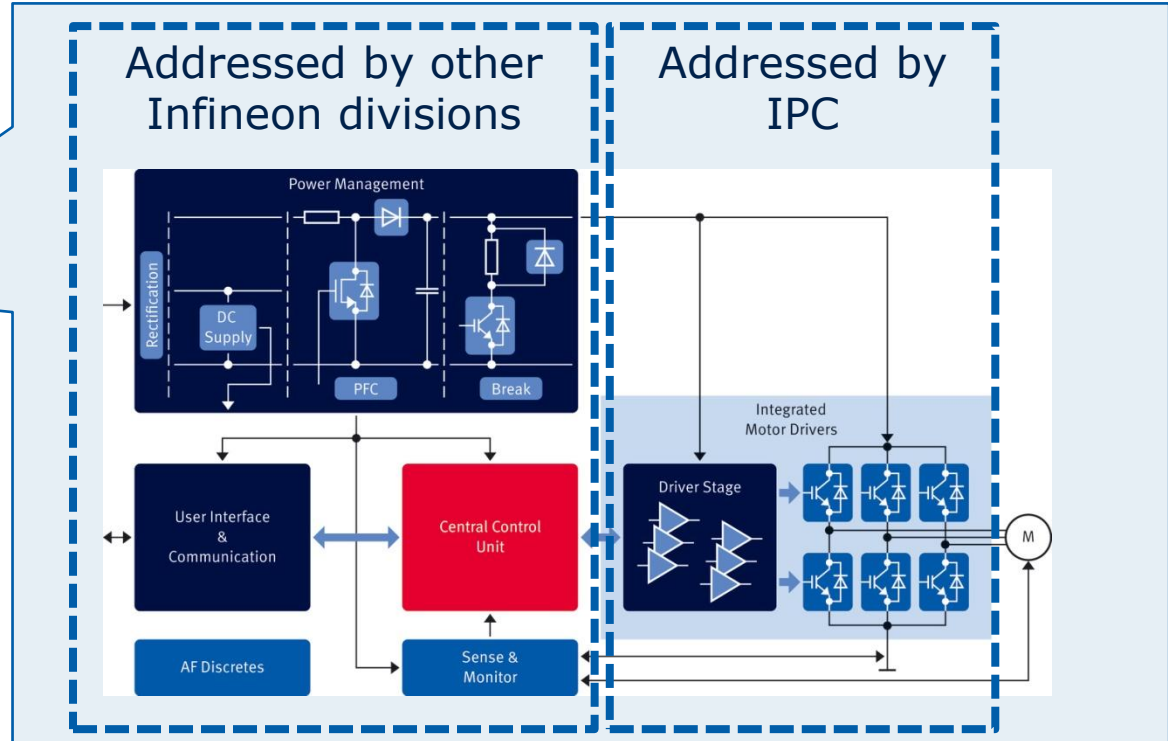 Addressed by other
Infineon divisions
Addressed by
IPC
Power Management
Rectification
DC
Supply
PFC
Break
Integrated
Motor Drivers
User Interface
&
Communication
Central Control
Unit
Driver Stage
M
AF Discretes
Sense &
Monitor